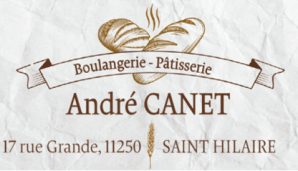 Boulangerie - Pâtisserie
André CANET
17 rue Grande, 11250 SAINT HILAIRE